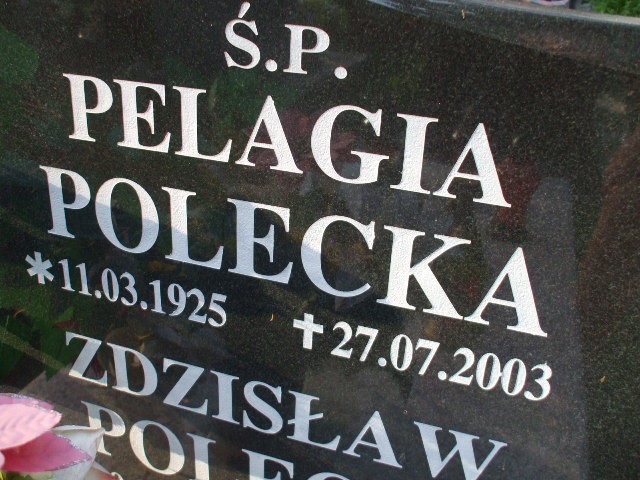 Ś.P.
PELAGIA
POLECKA
*11.03.1925 ✝27.07.2003
ZDZISŁAW